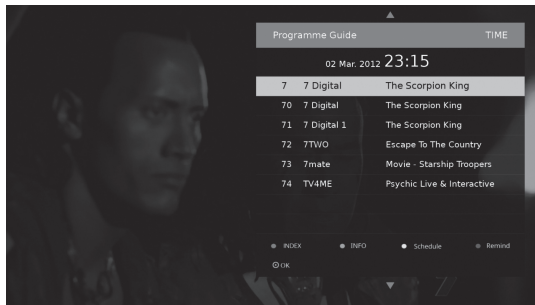 Programme Guide TIME
02 Mar. 2012 23:15
7 7 Digital The Scorpion King
70 7 Digital The Scorpion King
71 7 Digital 1 The Scorpion King
72 7TWO Escape To The Country
73 7mate Movie - Starship Troopers
74 TV4ME Psychic Live & Interactive
INDEX INFO Schedule Remind
OK